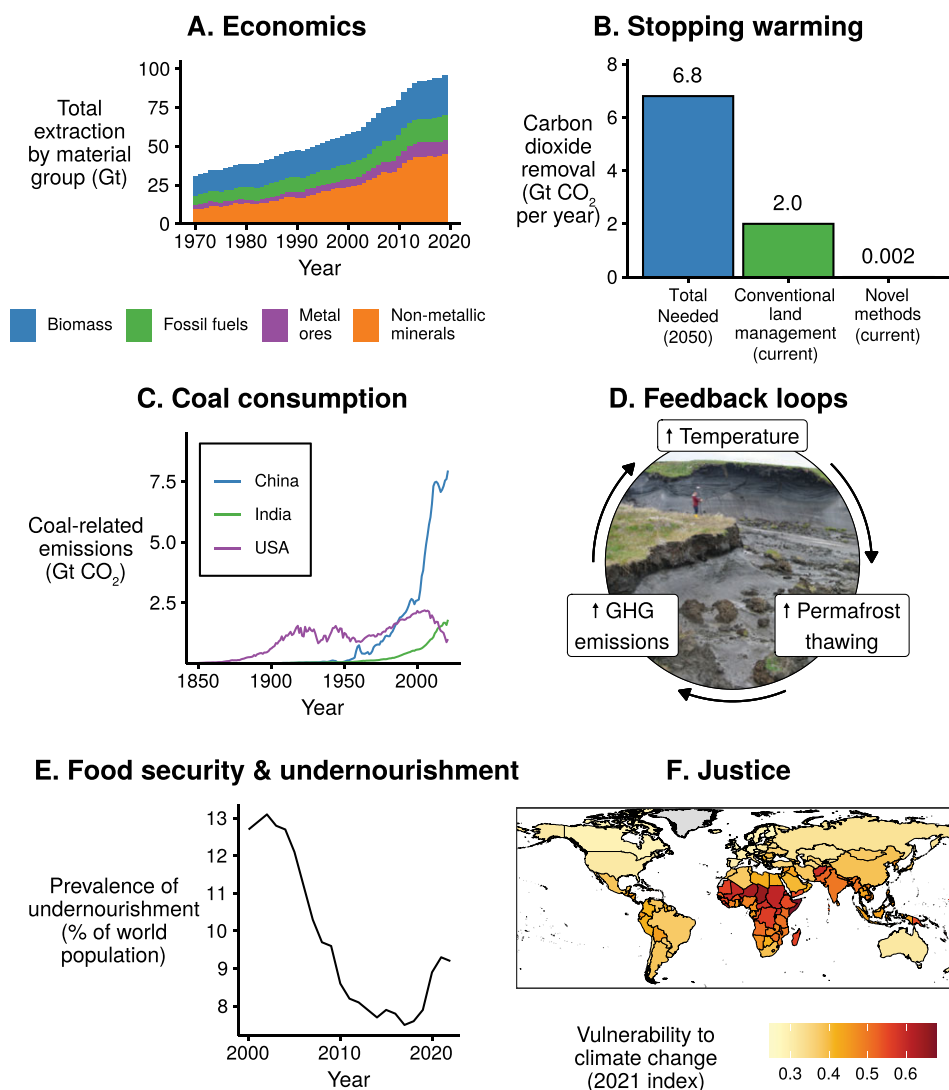 A. Economics
Total
extraction
by material
group (Gt)
100
75
50
25
0
1970 1980 1990 2000 2010 2020
Year
Biomass
Fossil fuels
Metal
ores
Non-metallic
minerals
B. Stopping warming
Carbon
dioxide
removal
(Gt CO₂
per year)
8
6
4
2
0
6.8
2.0
0.002
Total
Needed
(2050)
Conventional
land
management
(current)
Novel
methods
(current)
C. Coal consumption
Coal-related
emissions
(Gt CO₂)
7.5
5.0
2.5
China
India
USA
1850 1900 1950 2000
Year
D. Feedback loops
↑ Temperature
↑ GHG
emissions
↑ Permafrost
thawing
E. Food security & undernourishment
Prevalence of
undernourishment
(% of world
population)
13
12
11
10
9
8
2000 2010 2020
Year
F. Justice
Vulnerability to
climate change
(2021 index)
0.3 0.4 0.5 0.6